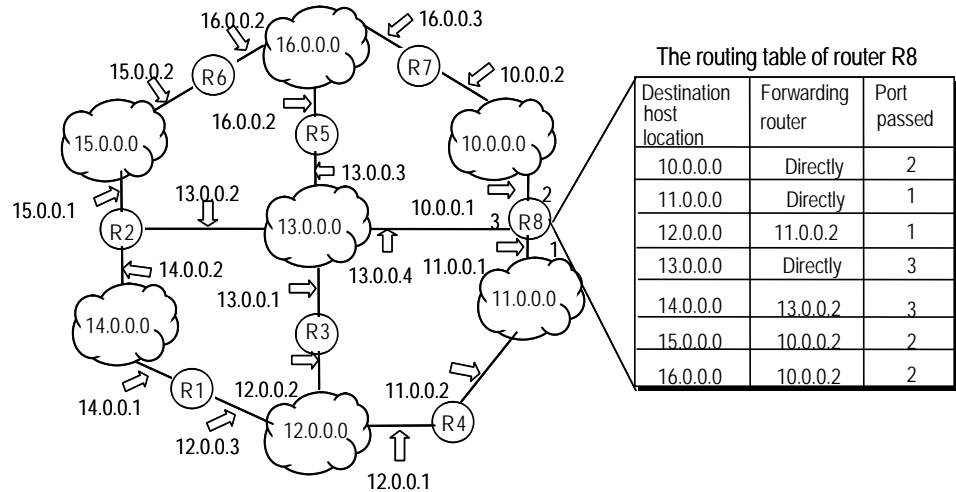 16.0.0.2
16.0.0.3
16.0.0.0
15.0.0.2
R6
R7
10.0.0.2
16.0.0.2
R5
15.0.0.0
10.0.0.0
13.0.0.3
15.0.0.1
13.0.0.2
10.0.0.1
2
R2
13.0.0.0
3
R8
14.0.0.2
13.0.0.4
11.0.0.1
1
13.0.0.1
11.0.0.0
14.0.0.0
R3
14.0.0.1
R1
12.0.0.2
11.0.0.2
12.0.0.3
12.0.0.0
R4
12.0.0.1
The routing table of router R8
Destination host location Forwarding router Port passed
10.0.0.0 Directly 2
11.0.0.0 Directly 1
12.0.0.0 11.0.0.2 1
13.0.0.0 Directly 3
14.0.0.0 13.0.0.2 3
15.0.0.0 10.0.0.2 2
16.0.0.0 10.0.0.2 2